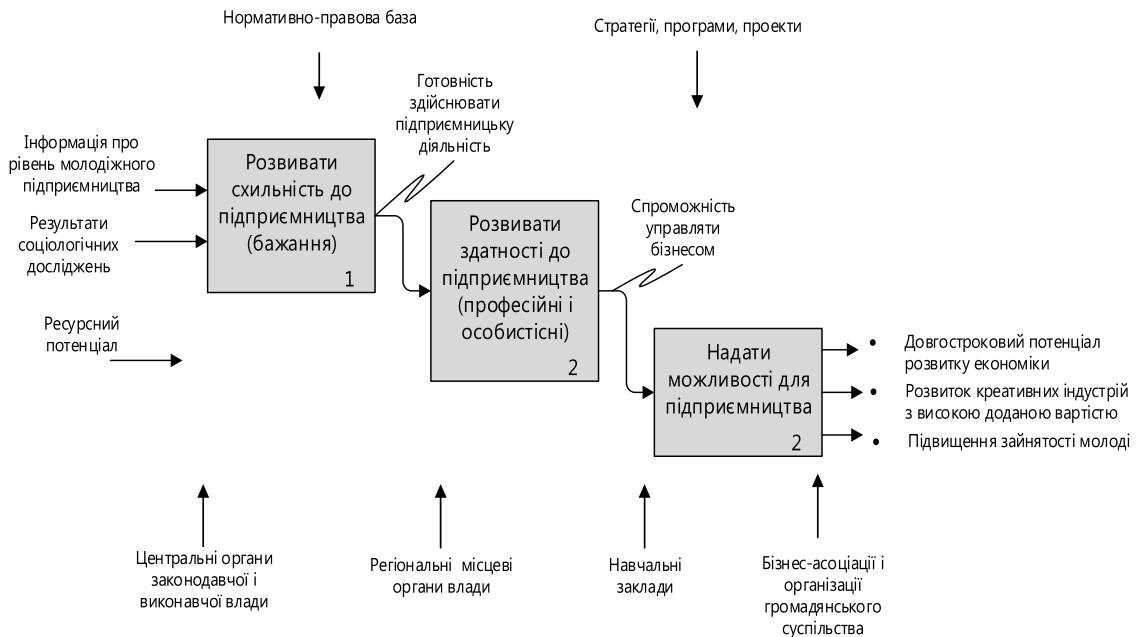 Нормативно-правова база
Стратегії, програми, проекти
Готовність
здійснювати
підприємницьку
діяльність
Інформація про
рівень молодіжного
підприємництва
Результати
соціологічних
досліджень
Ресурсний
потенціал
Розвивати
схильність до
підприємництва
(бажання)
1
Розвивати
здатності до
підприємництва
(професійні і
особистісні)
2
Спроможність
управляти
бізнесом
Надати
можливості для
підприємництва
2
• Довгостроковий потенціал
розвитку економіки
• Розвиток креативних індустрій
з високою доданою вартістю
• Підвищення зайнятості молоді
Центральні органи
законодавчої і
виконавчої влади
Регіональні місцеві
органи влади
Навчальні
заклади
Бізнес-асоціації і
організації
громадянського
суспільства